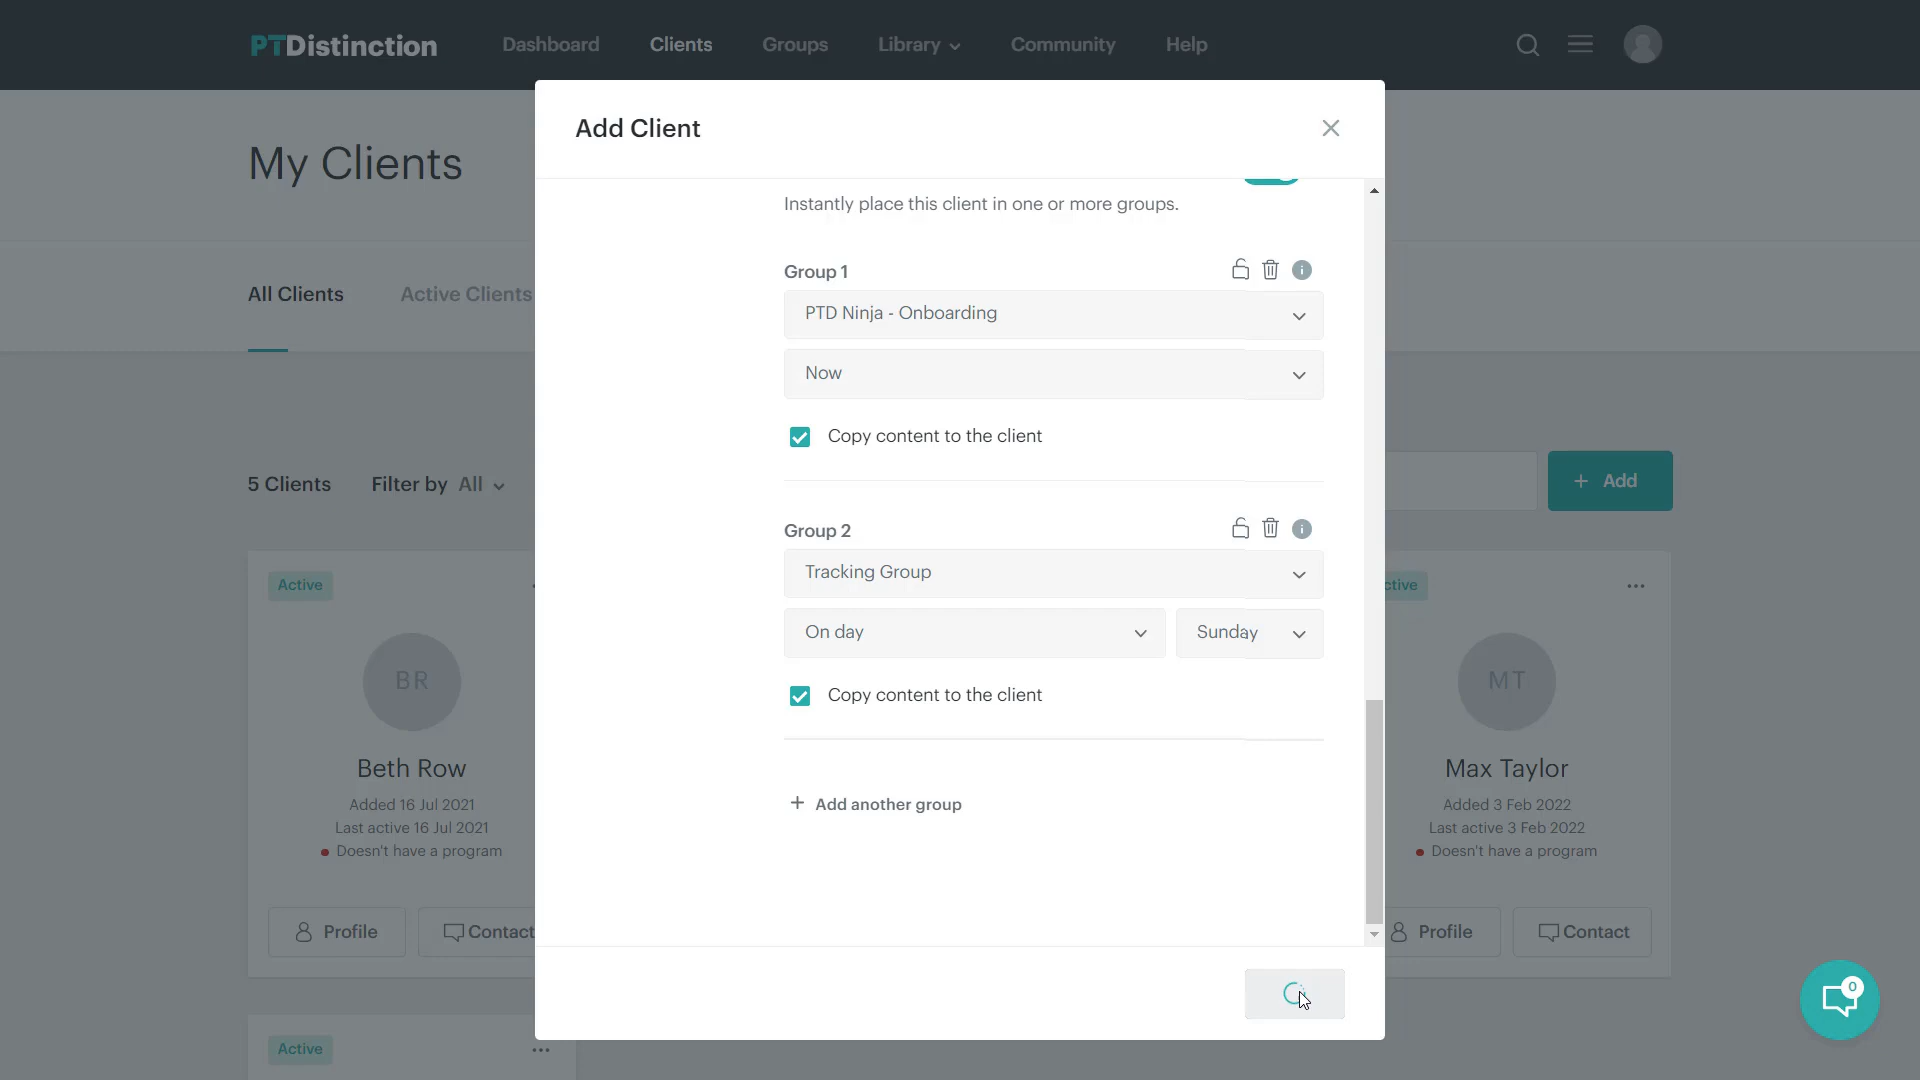 PTDistinction
Dashboard
Clients
Groups
Library
Community
Help
My Clients
All Clients
Active Clients
5 Clients
Filter by All
+ Add
Add Client
Instantly place this client in one or more groups.
Group 1
PTD Ninja - Onboarding
Now
Copy content to the client
Group 2
Tracking Group
On day
Sunday
Copy content to the client
+ Add another group
Active
BR
Beth Row
Added 16 Jul 2021
Last active 16 Jul 2021
Doesn't have a program
Profile
Contact
ctive
MT
Max Taylor
Added 3 Feb 2022
Last active 3 Feb 2022
Doesn't have a program
Profile
Contact
0
Active